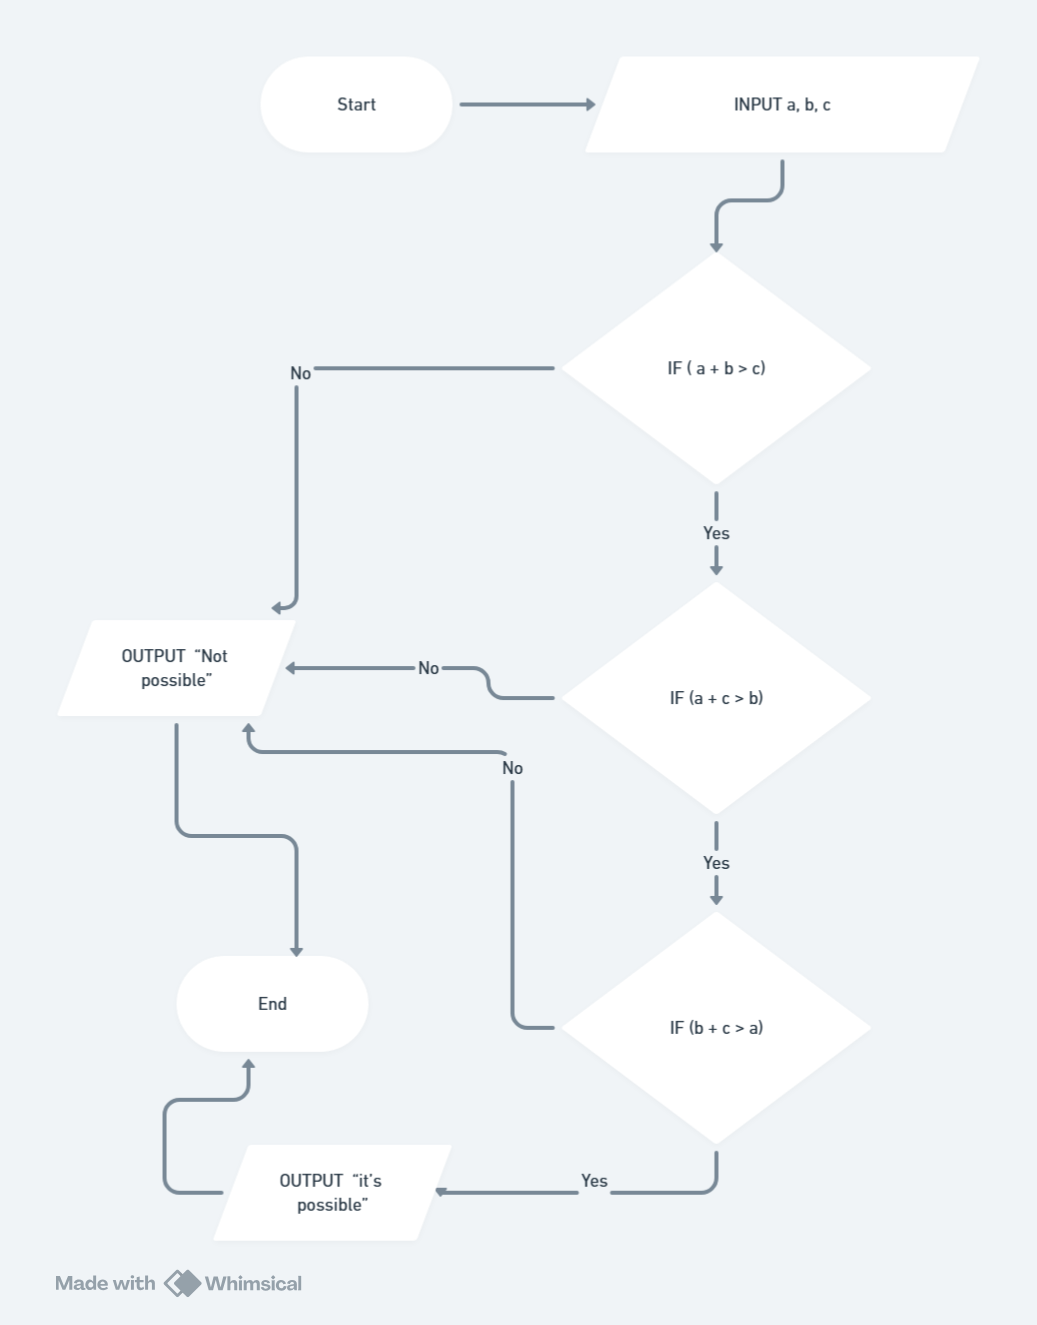 Start
INPUT a, b, c
IF ( a + b > c)
No
Yes
OUTPUT  “Not
possible”
No
IF (a + c > b)
No
Yes
End
IF (b + c > a)
OUTPUT  “it’s
possible”
Yes
Made with Whimsical